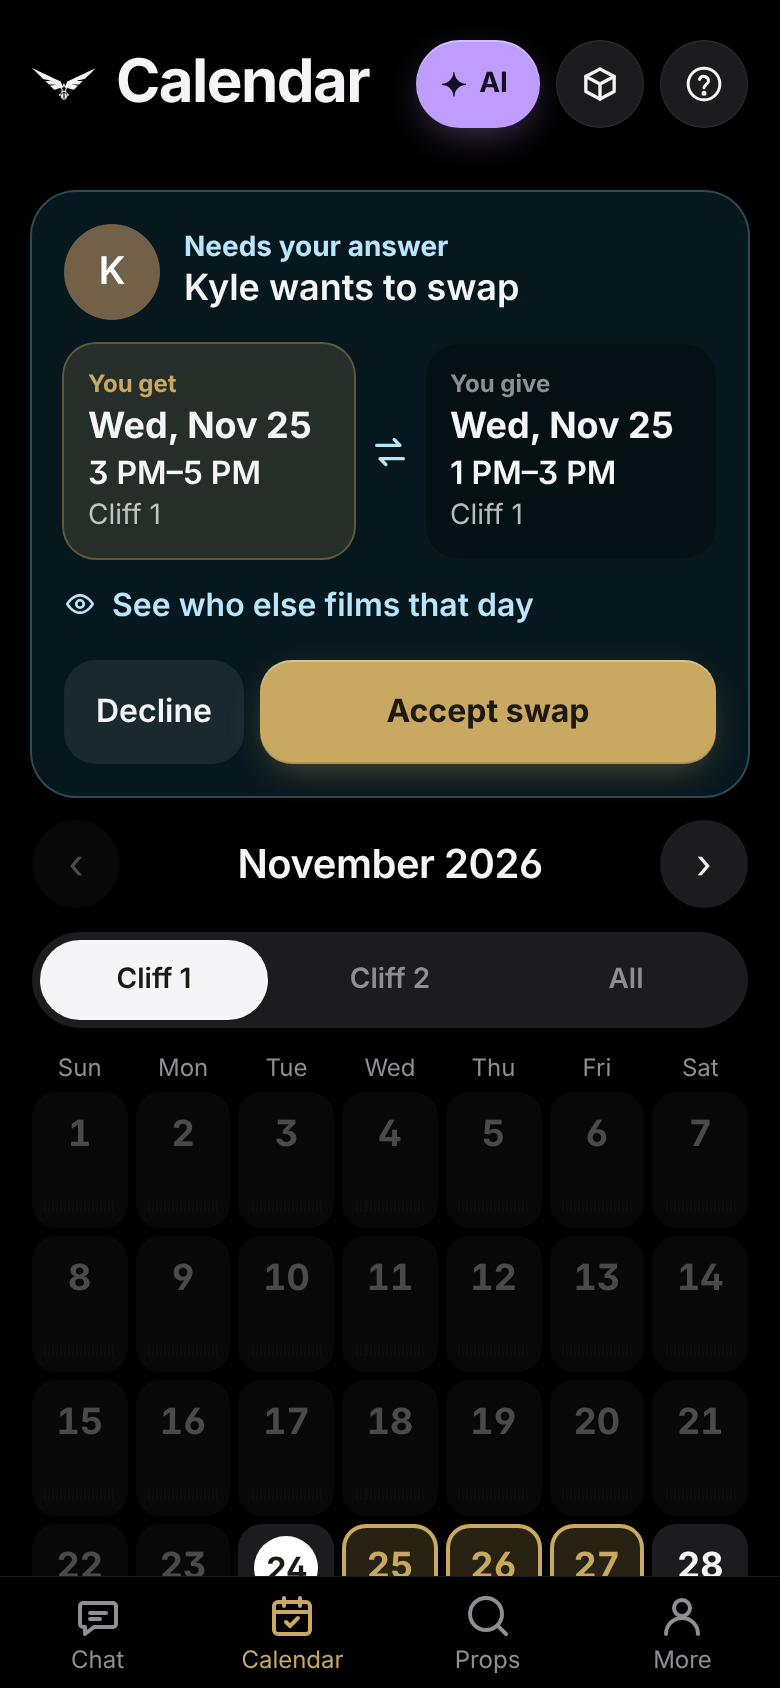 Calendar
AI
K
Needs your answer
Kyle wants to swap
You get
Wed, Nov 25
3 PM–5 PM
Cliff 1
You give
Wed, Nov 25
1 PM–3 PM
Cliff 1
See who else films that day
Decline
Accept swap
November 2026
Cliff 1
Cliff 2
All
Sun Mon Tue Wed Thu Fri Sat
1 2 3 4 5 6 7
8 9 10 11 12 13 14
15 16 17 18 19 20 21
22 23 24 25 26 27 28
Chat
Calendar
Props
More